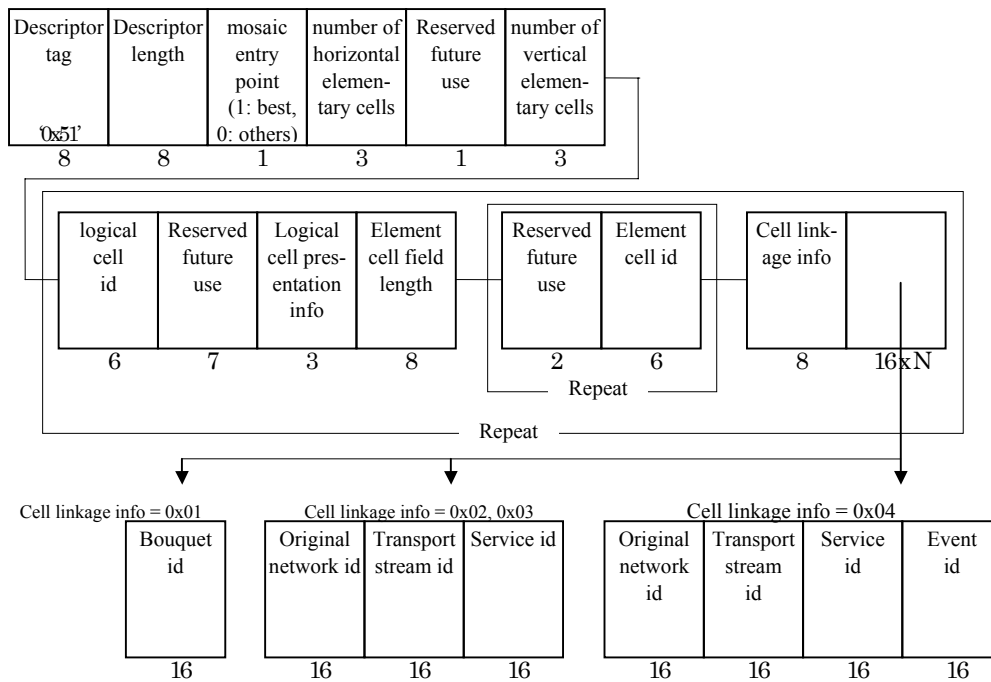 Descriptor
tag
'0x51'
Descriptor
length
mosaic
entry
point
(1: best,
0: others)
number of
horizontal
elemen-
tary cells
Reserved
future
use
number of
vertical
elemen-
tary cells
8
8
1
3
1
3
logical
cell
id
Reserved
future
use
Logical
cell pres-
entation
info
Element
cell field
length
Reserved
future
use
Element
cell id
Cell link-
age info
6
7
3
8
2
6
8
16xN
Repeat
Repeat
Cell linkage info = 0x01
Cell linkage info = 0x02, 0x03
Cell linkage info = 0x04
Bouquet
id
Original
network id
Transport
stream id
Service id
Original
network
id
Transport
stream
id
Service
id
Event
id
16
16
16
16
16
16
16
16